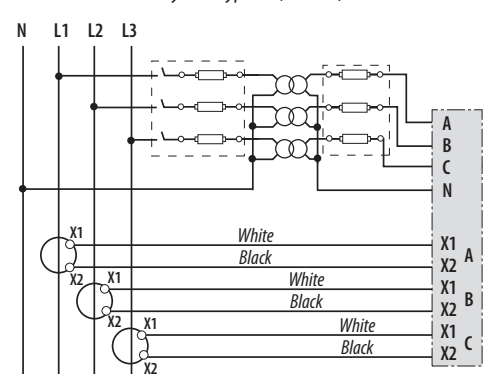 N L1 L2 L3
A
B
C
N
X1 White X1
Black X2 A
X2 X1 White X1
Black X2 B
X2 X1 White X1
Black X2 C
X2